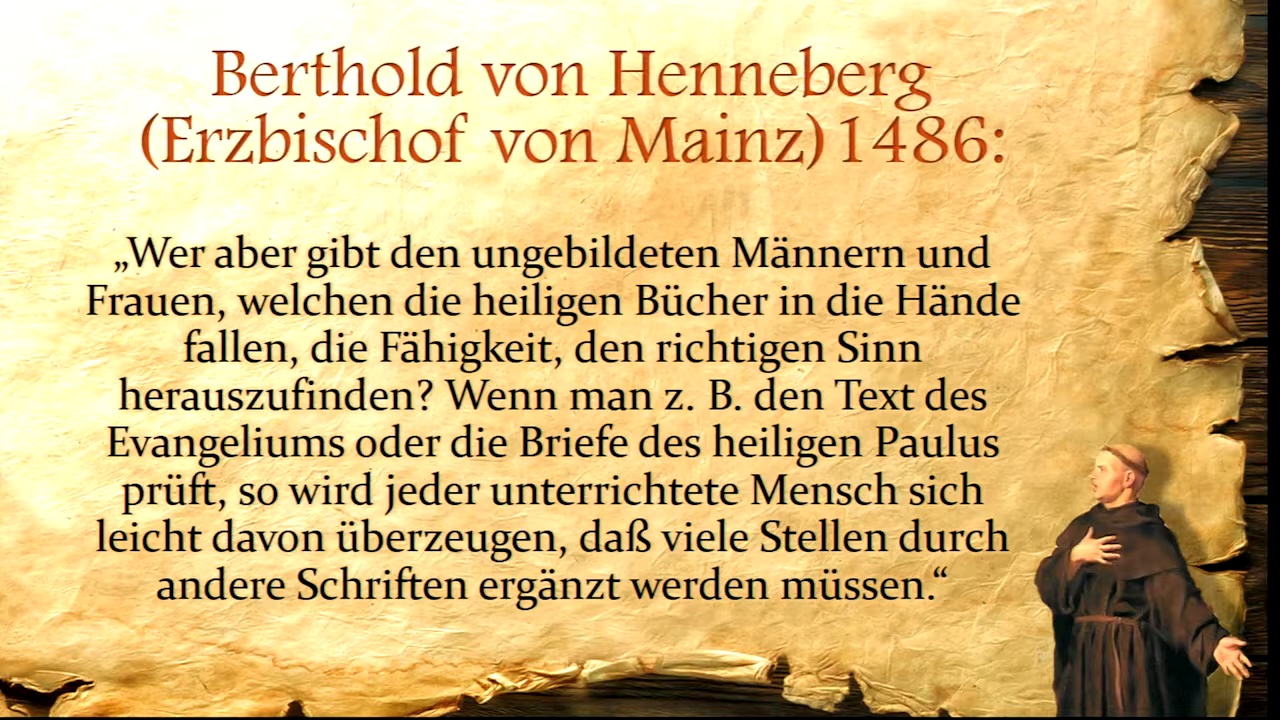 Berthold von Henneberg
(Erzbischof von Mainz) 1486:
„Wer aber gibt den ungebildeten Männern und
Frauen, welchen die heiligen Bücher in die Hände
fallen, die Fähigkeit, den richtigen Sinn
herauszufinden? Wenn man z. B. den Text des
Evangeliums oder die Briefe des heiligen Paulus
prüft, so wird jeder unterrichtete Mensch sich
leicht davon überzeugen, daß viele Stellen durch
andere Schriften ergänzt werden müssen.“